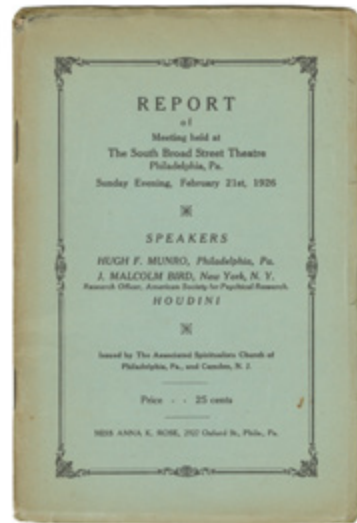 REPORT
of
Meeting held at
The South Broad Street Theatre
Philadelphia, Pa.
Sunday Evening, February 21st, 1926
SPEAKERS
HUGH F. MUNRO, Philadelphia, Pa.
J. MALCOLM BIRD, New York, N. Y.
Research Officer, American Society for Psychical Research.
HOUDINI
Issued by The Associated Spiritualists Church of
Philadelphia, Pa., and Camden, N. J.
Price - - 25 cents
MISS ANNA K. ROSE, Oxford St., Phila., Pa.